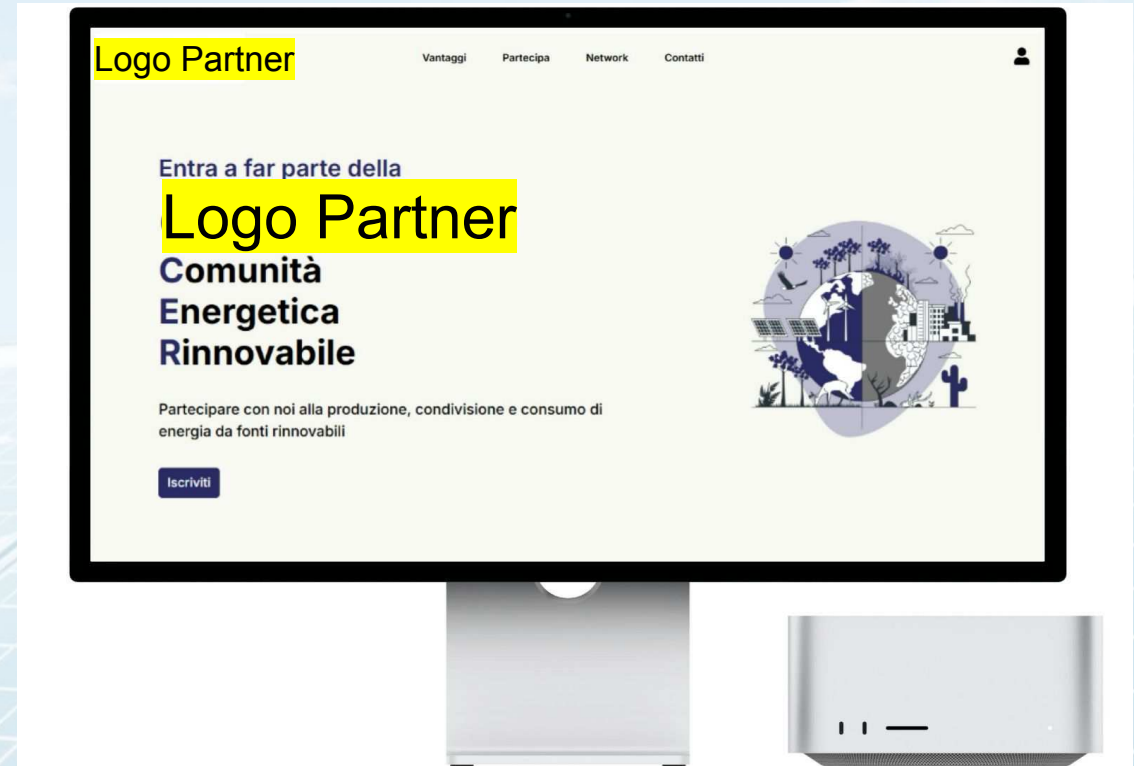 Logo Partner
Vantaggi Partecipa Network Contatti
Entra a far parte della
Logo Partner
Comunità
Energetica
Rinnovabile
Partecipare con noi alla produzione, condivisione e consumo di
energia da fonti rinnovabili
Iscriviti